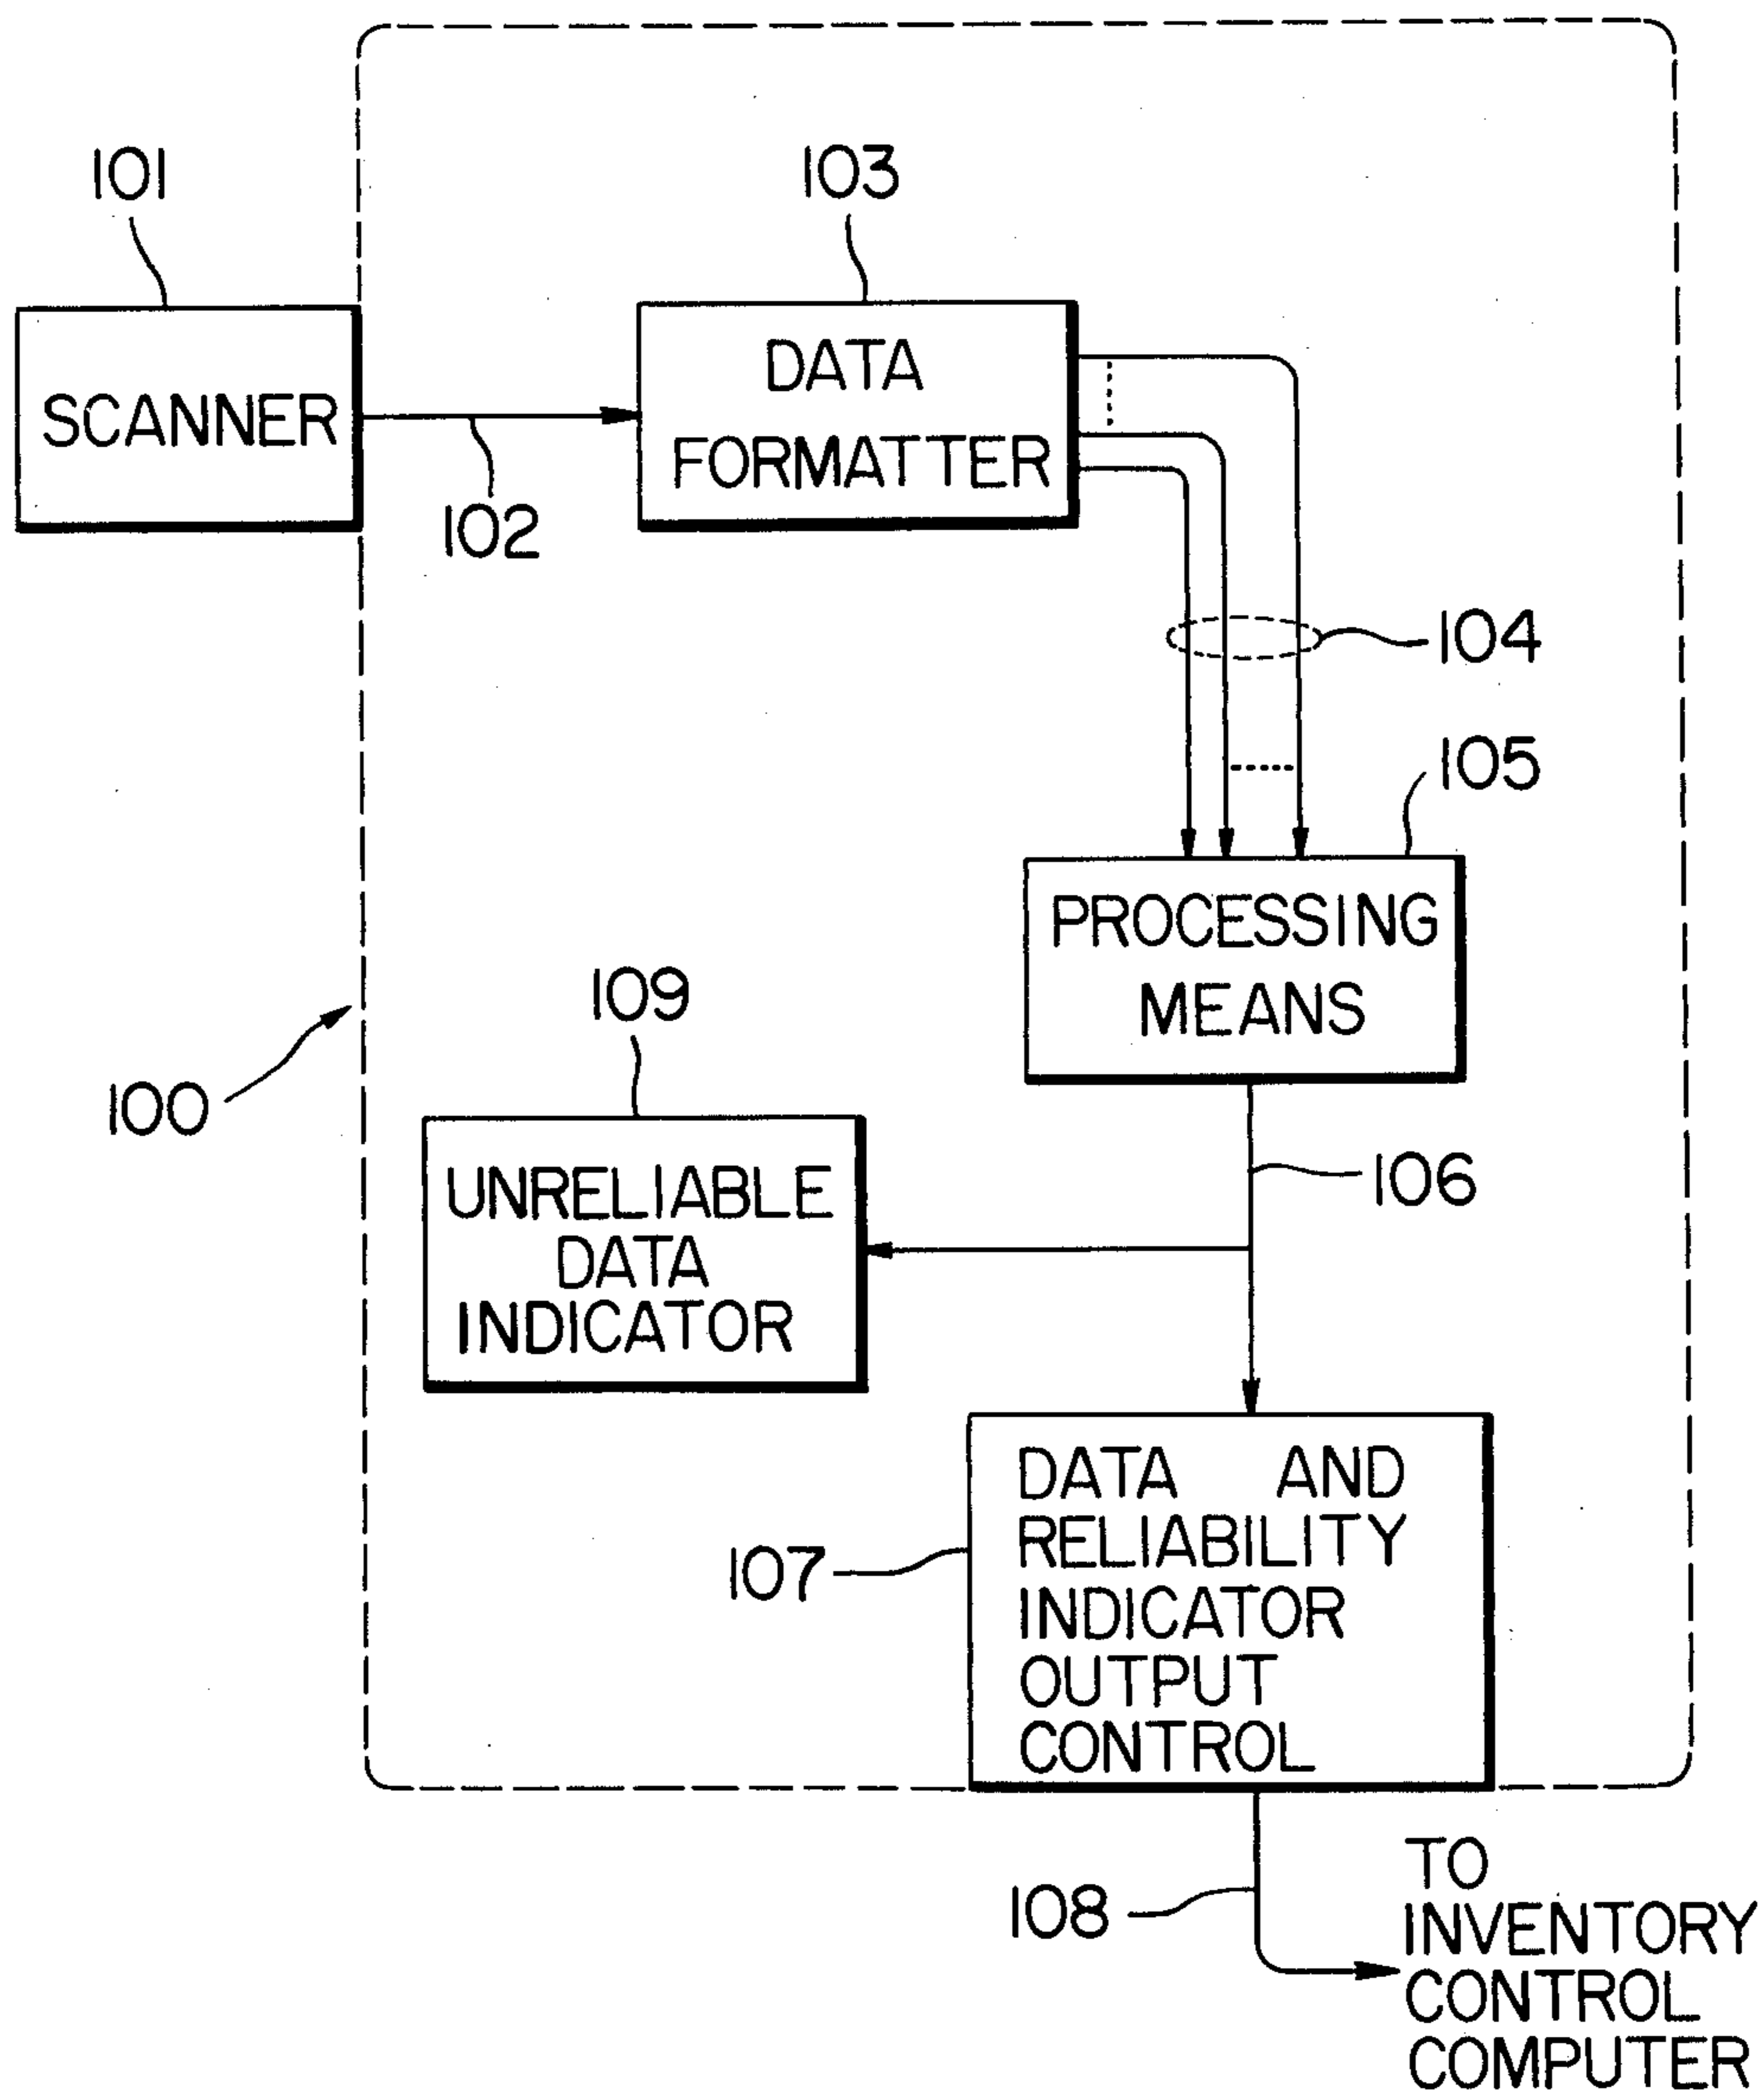 101
103
SCANNER
DATA
FORMATTER
102
104
105
PROCESSING
MEANS
109
100
UNRELIABLE
DATA
INDICATOR
106
DATA AND
RELIABILITY
INDICATOR
OUTPUT
CONTROL
107
108
TO
INVENTORY
CONTROL
COMPUTER